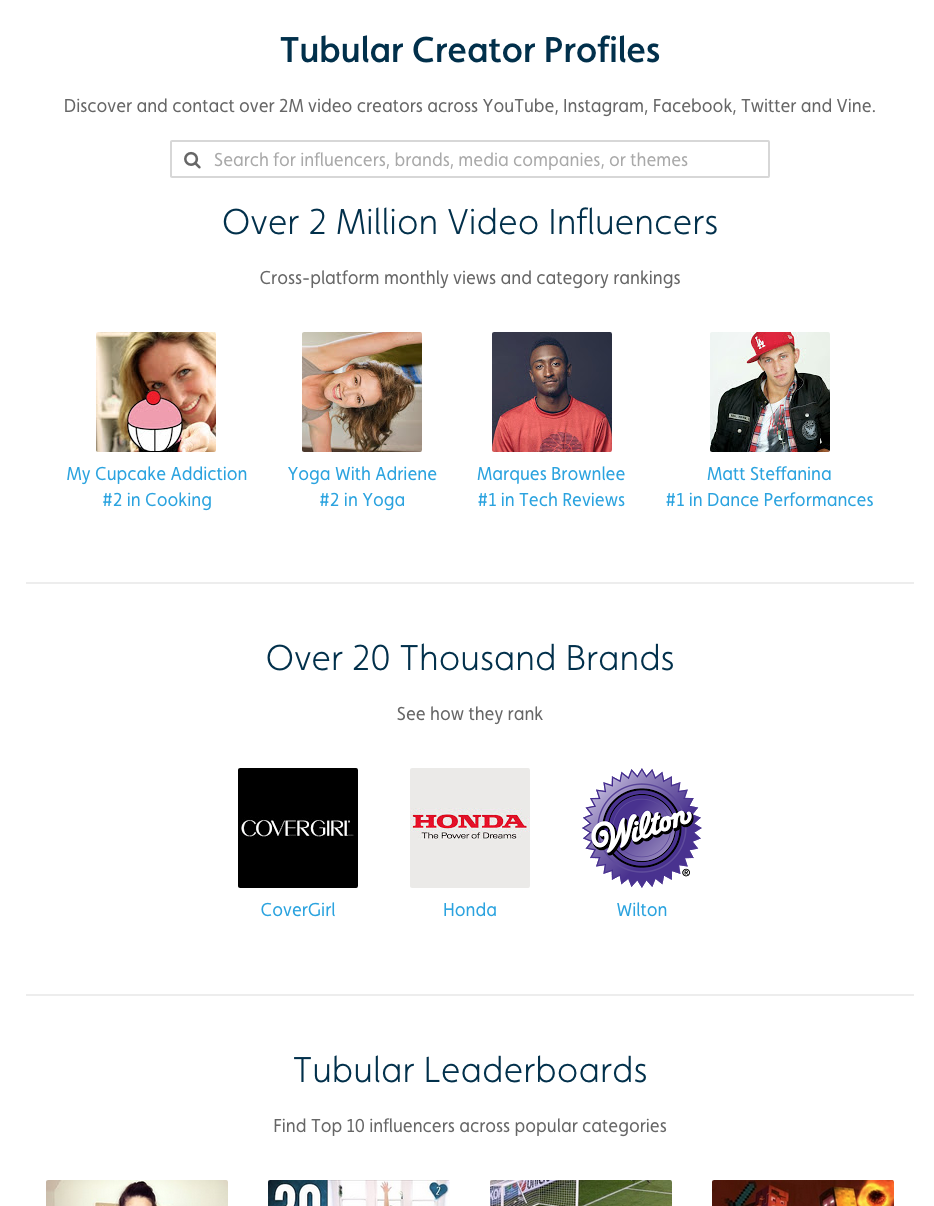 Tubular Creator Profiles
Discover and contact over 2M video creators across YouTube, Instagram, Facebook, Twitter and Vine.
Search for influencers, brands, media companies, or themes
Over 2 Million Video Influencers
Cross-platform monthly views and category rankings
LA
My Cupcake Addiction
#2 in Cooking
Yoga With Adriene
#2 in Yoga
Marques Brownlee
#1 in Tech Reviews
Matt Steffanina
#1 in Dance Performances
Over 20 Thousand Brands
See how they rank
COVERGIRL
HONDA
The Power of Dreams
Wilton
®
CoverGirl
Honda
Wilton
Tubular Leaderboards
Find Top 10 influencers across popular categories
30
2